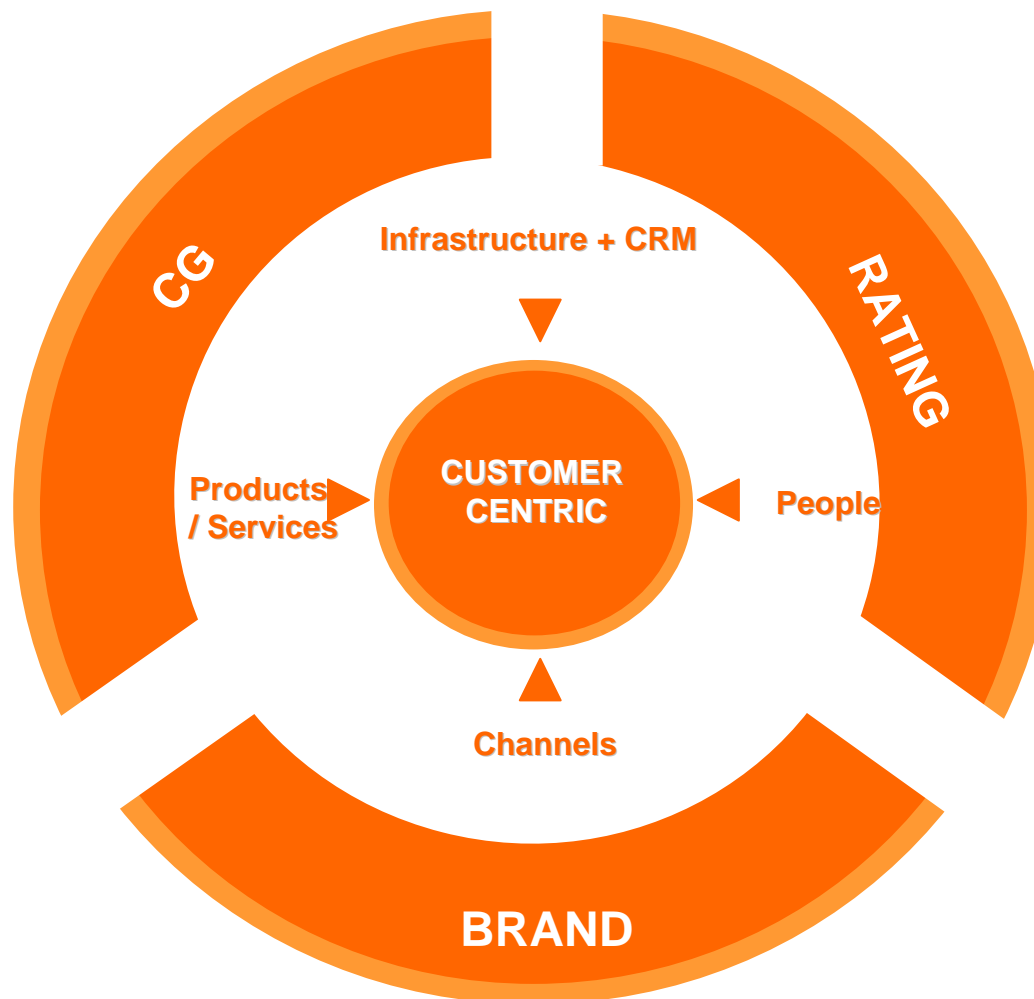 Infrastructure + CRM
CG
RATING
CUSTOMER
CENTRIC
Products
/ Services
People
Channels
BRAND